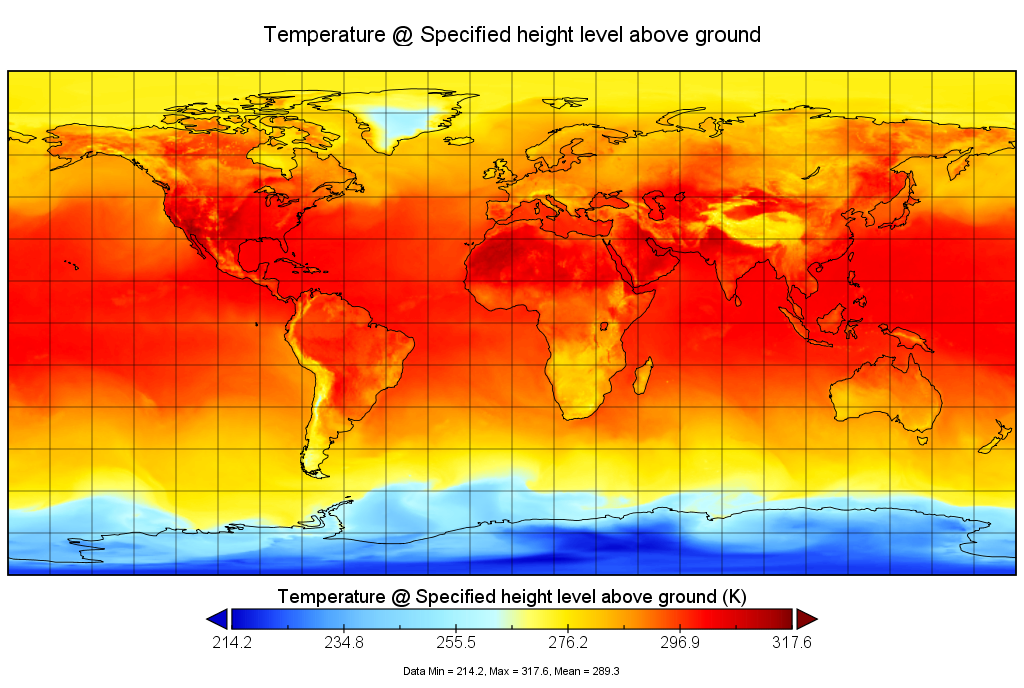 Temperature @ Specified height level above ground
Temperature @ Specified height level above ground (K)
214.2 234.8 255.5 276.2 296.9 317.6
Data Min = 214.2, Max = 317.6, Mean = 289.3